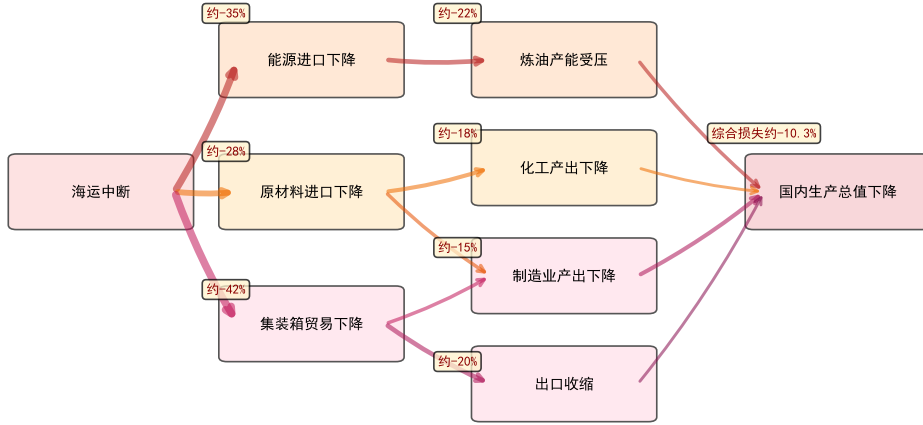 约-35%
能源进口下降
约-22%
炼油产能受压
约-28%
原材料进口下降
约-18%
化工产出下降
综合损失约-10.3%
海运中断
国内生产总值下降
约-15%
制造业产出下降
约-42%
集装箱贸易下降
约-20%
出口收缩